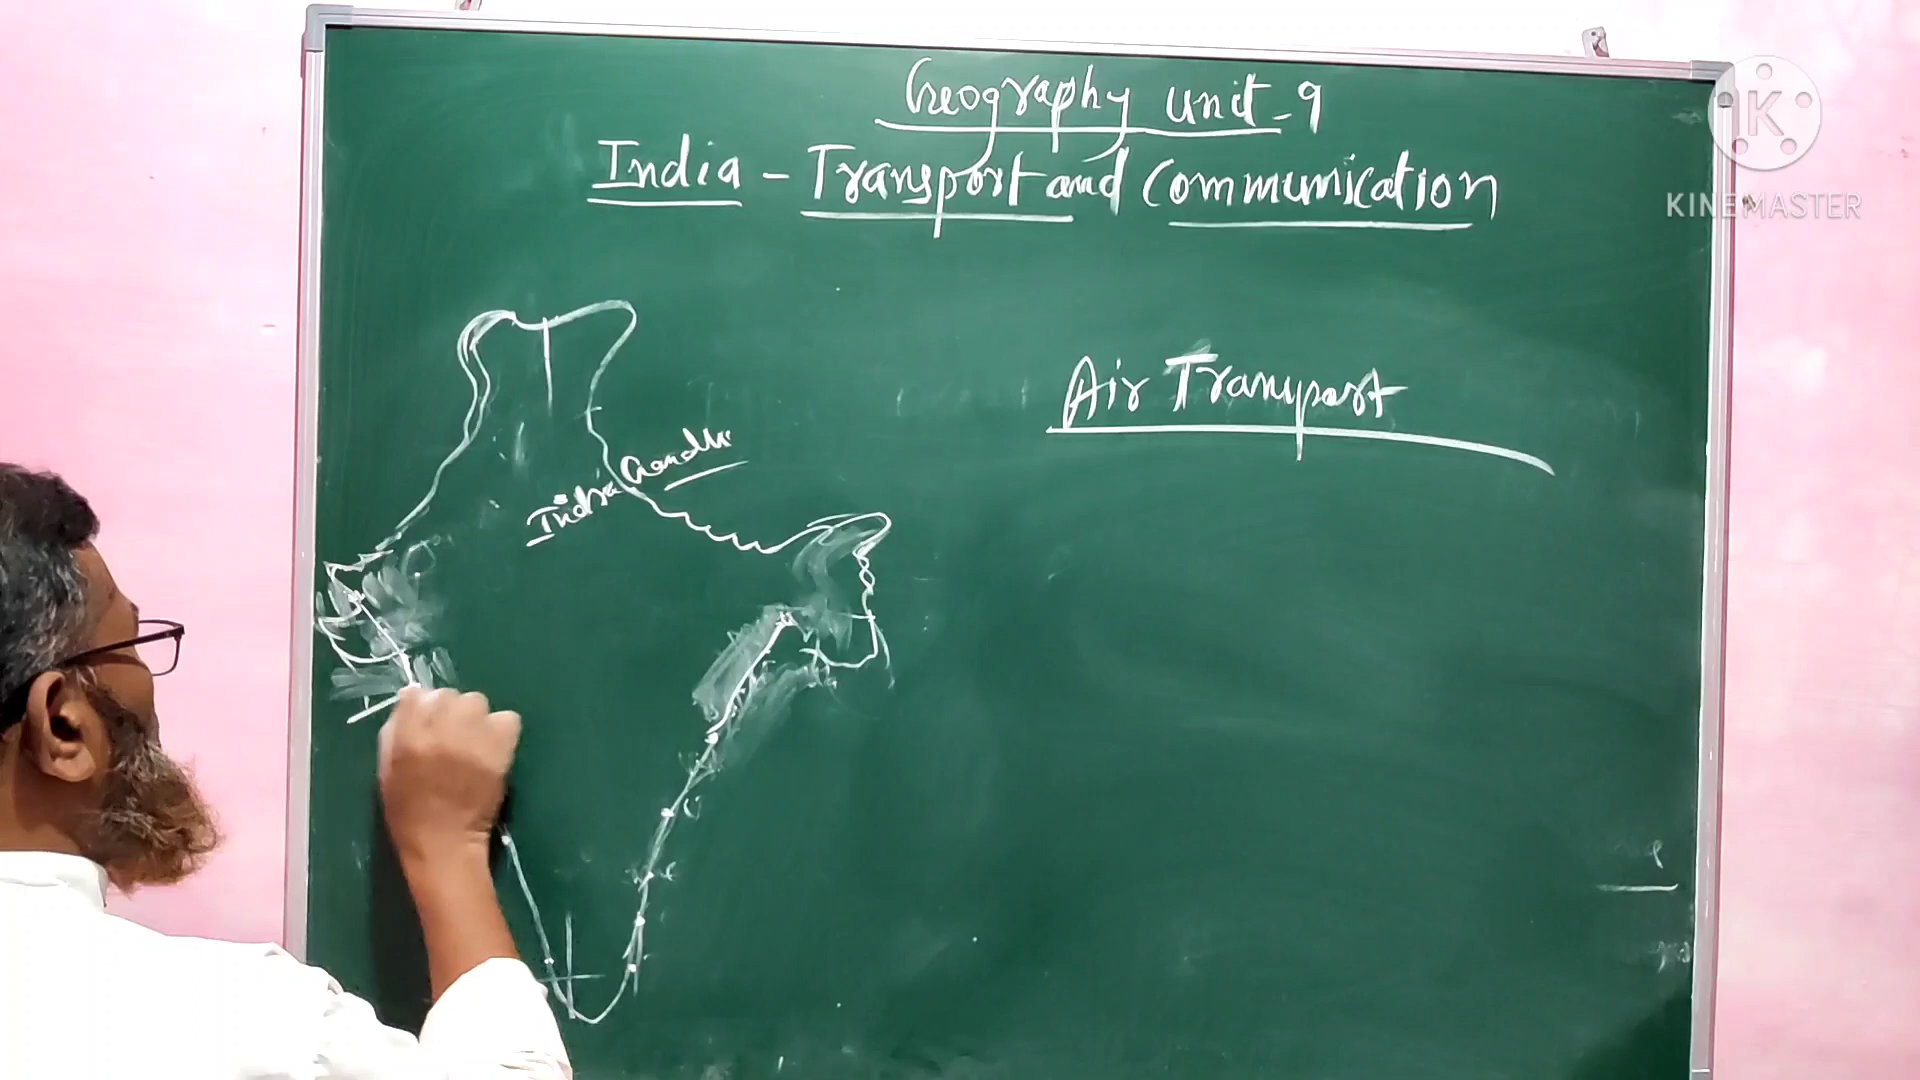 Geography unit-9
India - Transport and Communication
K
KINEMASTER
Air Transport
Indira Gandhi